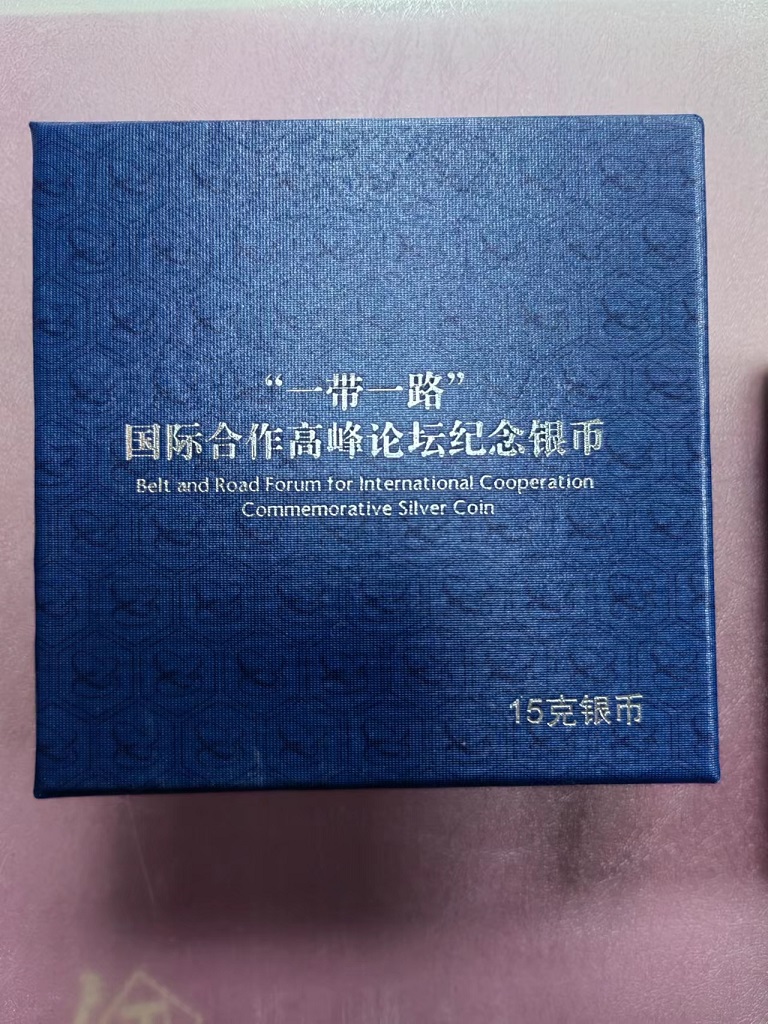 “一带一路”
国际合作高峰论坛纪念银币
Belt and Road Forum for International Cooperation
Commemorative Silver Coin
15克银币